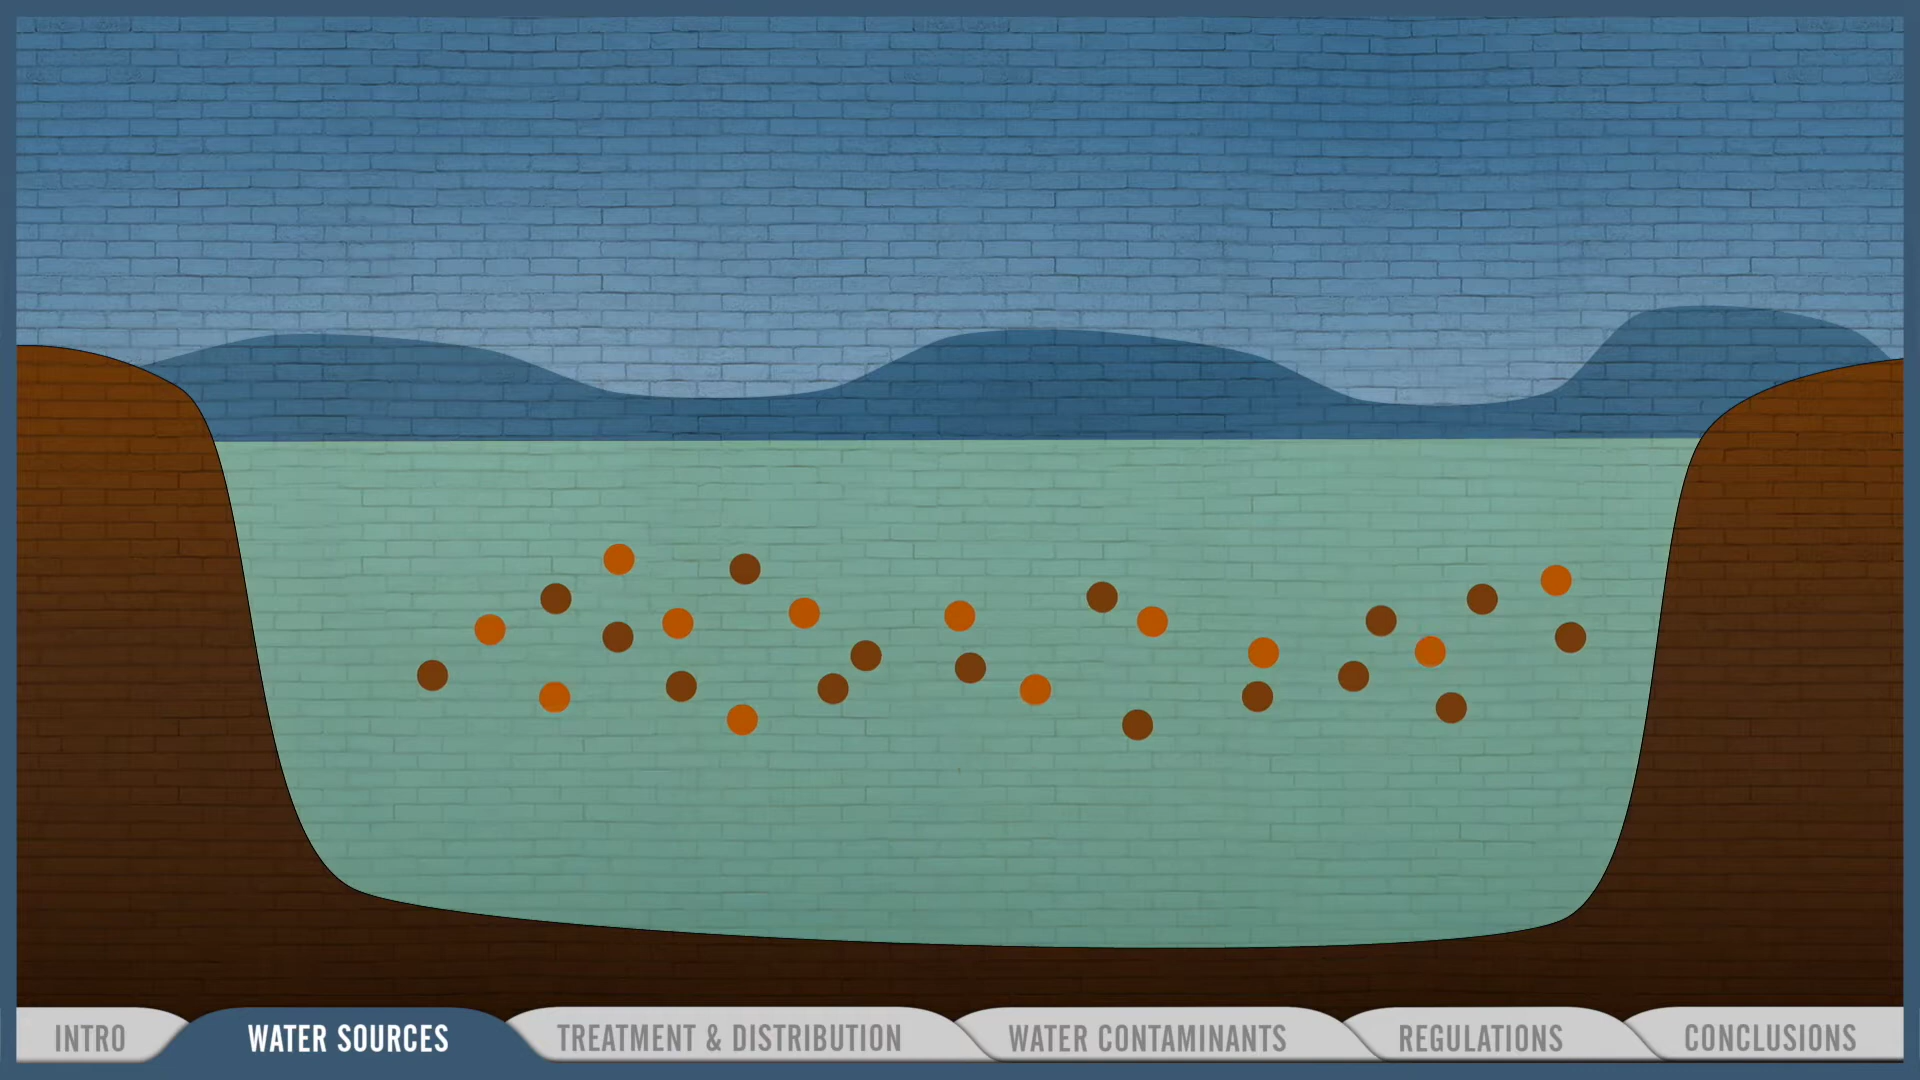 INTRO
WATER SOURCES
TREATMENT & DISTRIBUTION
WATER CONTAMINANTS
REGULATIONS
CONCLUSIONS